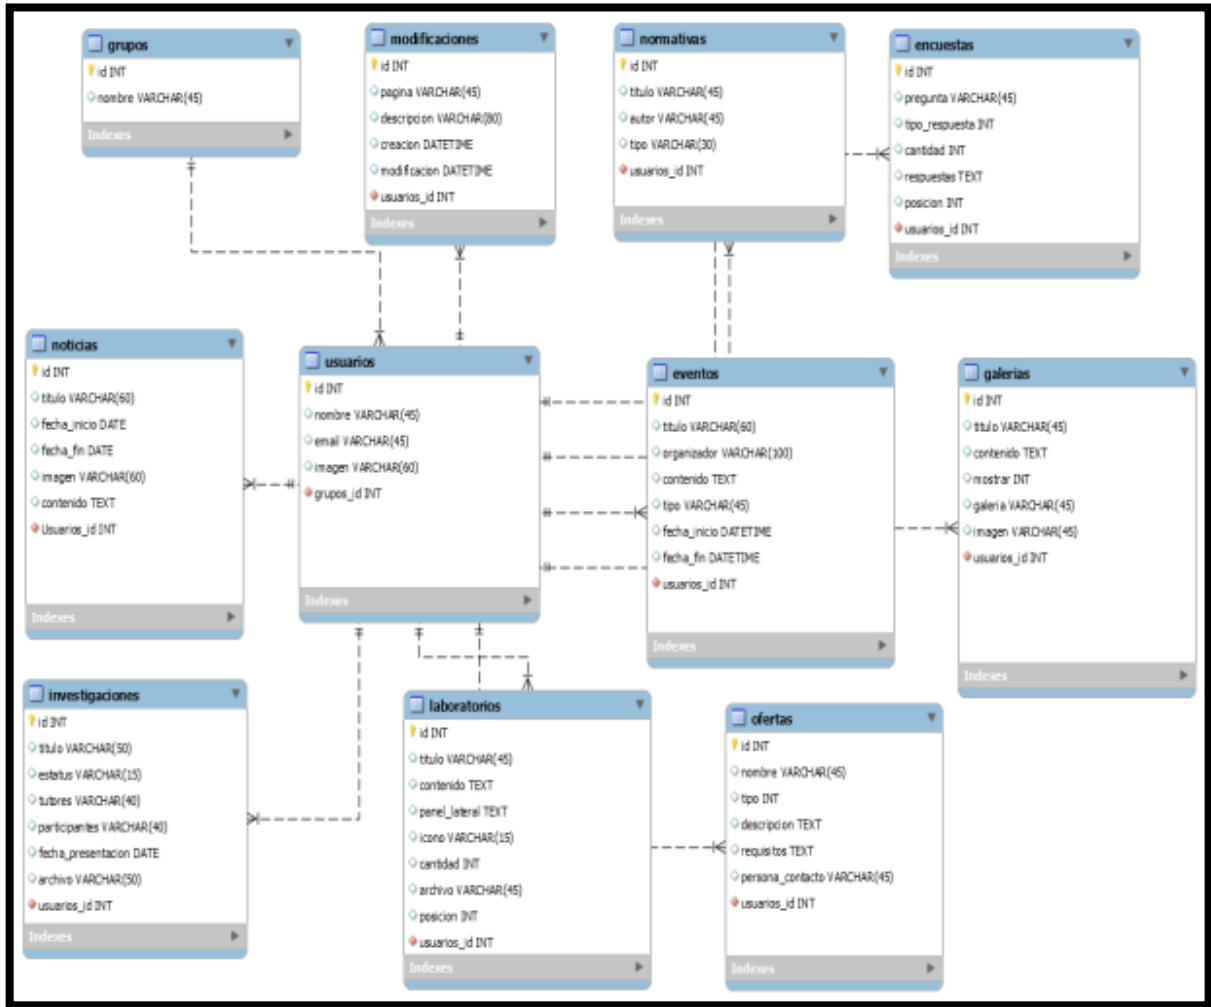 grupos
id INT
nombre VARCHAR(45)
Indexes
modificaciones
id INT
pagina VARCHAR(45)
descripcion VARCHAR(80)
creacion DATETIME
modificacion DATETIME
usuarios_id INT
Indexes
normativas
id INT
titulo VARCHAR(45)
autor VARCHAR(45)
tipo VARCHAR(30)
usuarios_id INT
Indexes
encuestas
id INT
pregunta VARCHAR(45)
tipo_respuesta INT
cantidad INT
respuestas TEXT
posicion INT
usuarios_id INT
Indexes
noticias
id INT
titulo VARCHAR(60)
fecha_inicio DATE
fecha_fin DATE
imagen VARCHAR(60)
contenido TEXT
Usuarios_id INT
Indexes
usuarios
id INT
nombre VARCHAR(45)
email VARCHAR(45)
imagen VARCHAR(60)
grupos_id INT
Indexes
eventos
id INT
titulo VARCHAR(60)
organizador VARCHAR(100)
contenido TEXT
tipo VARCHAR(45)
fecha_inicio DATETIME
fecha_fin DATETIME
usuarios_id INT
Indexes
galerias
id INT
titulo VARCHAR(45)
contenido TEXT
mostrar INT
galeria VARCHAR(45)
imagen VARCHAR(45)
usuarios_id INT
Indexes
investigaciones
id INT
titulo VARCHAR(50)
estatus VARCHAR(15)
tutores VARCHAR(40)
participantes VARCHAR(40)
fecha_presentacion DATE
archivo VARCHAR(50)
usuarios_id INT
Indexes
laboratorios
id INT
titulo VARCHAR(45)
contenido TEXT
panel_lateral TEXT
icono VARCHAR(15)
cantidad INT
archivo VARCHAR(45)
posicion INT
usuarios_id INT
Indexes
ofertas
id INT
nombre VARCHAR(45)
tipo INT
descripcion TEXT
requisitos TEXT
persona_contacto VARCHAR(45)
usuarios_id INT
Indexes